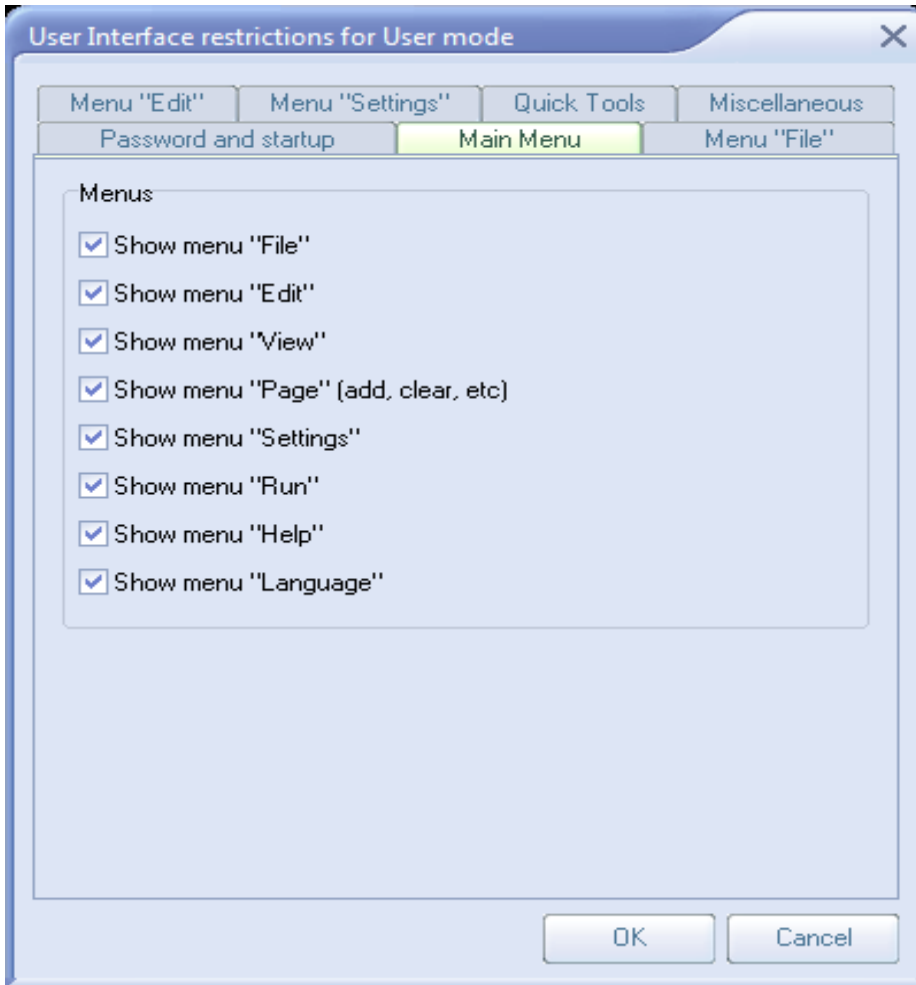 User Interface restrictions for User mode
Menu "Edit" Menu "Settings" Quick Tools Miscellaneous
Password and startup Main Menu Menu "File"
Menus
Show menu "File"
Show menu "Edit"
Show menu "View"
Show menu "Page" (add, clear, etc)
Show menu "Settings"
Show menu "Run"
Show menu "Help"
Show menu "Language"
OK Cancel